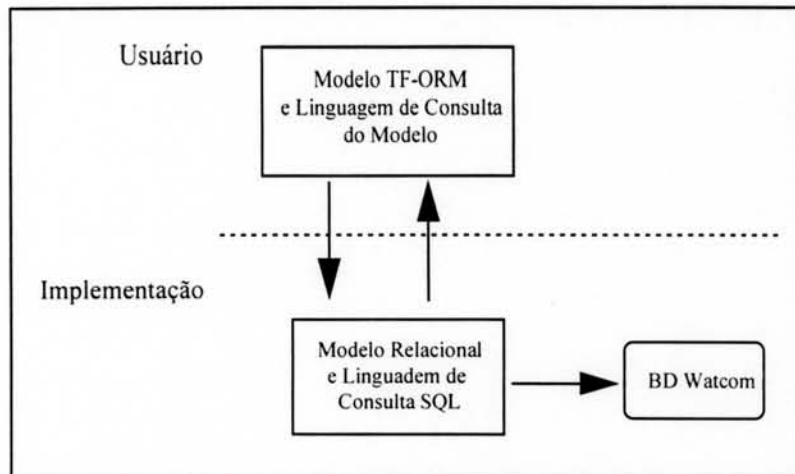 Usuário
Modelo TF-ORM
e Linguagem de Consulta
do Modelo
Implementação
Modelo Relacional
e Linguadem de
Consulta SQL
BD Watcom